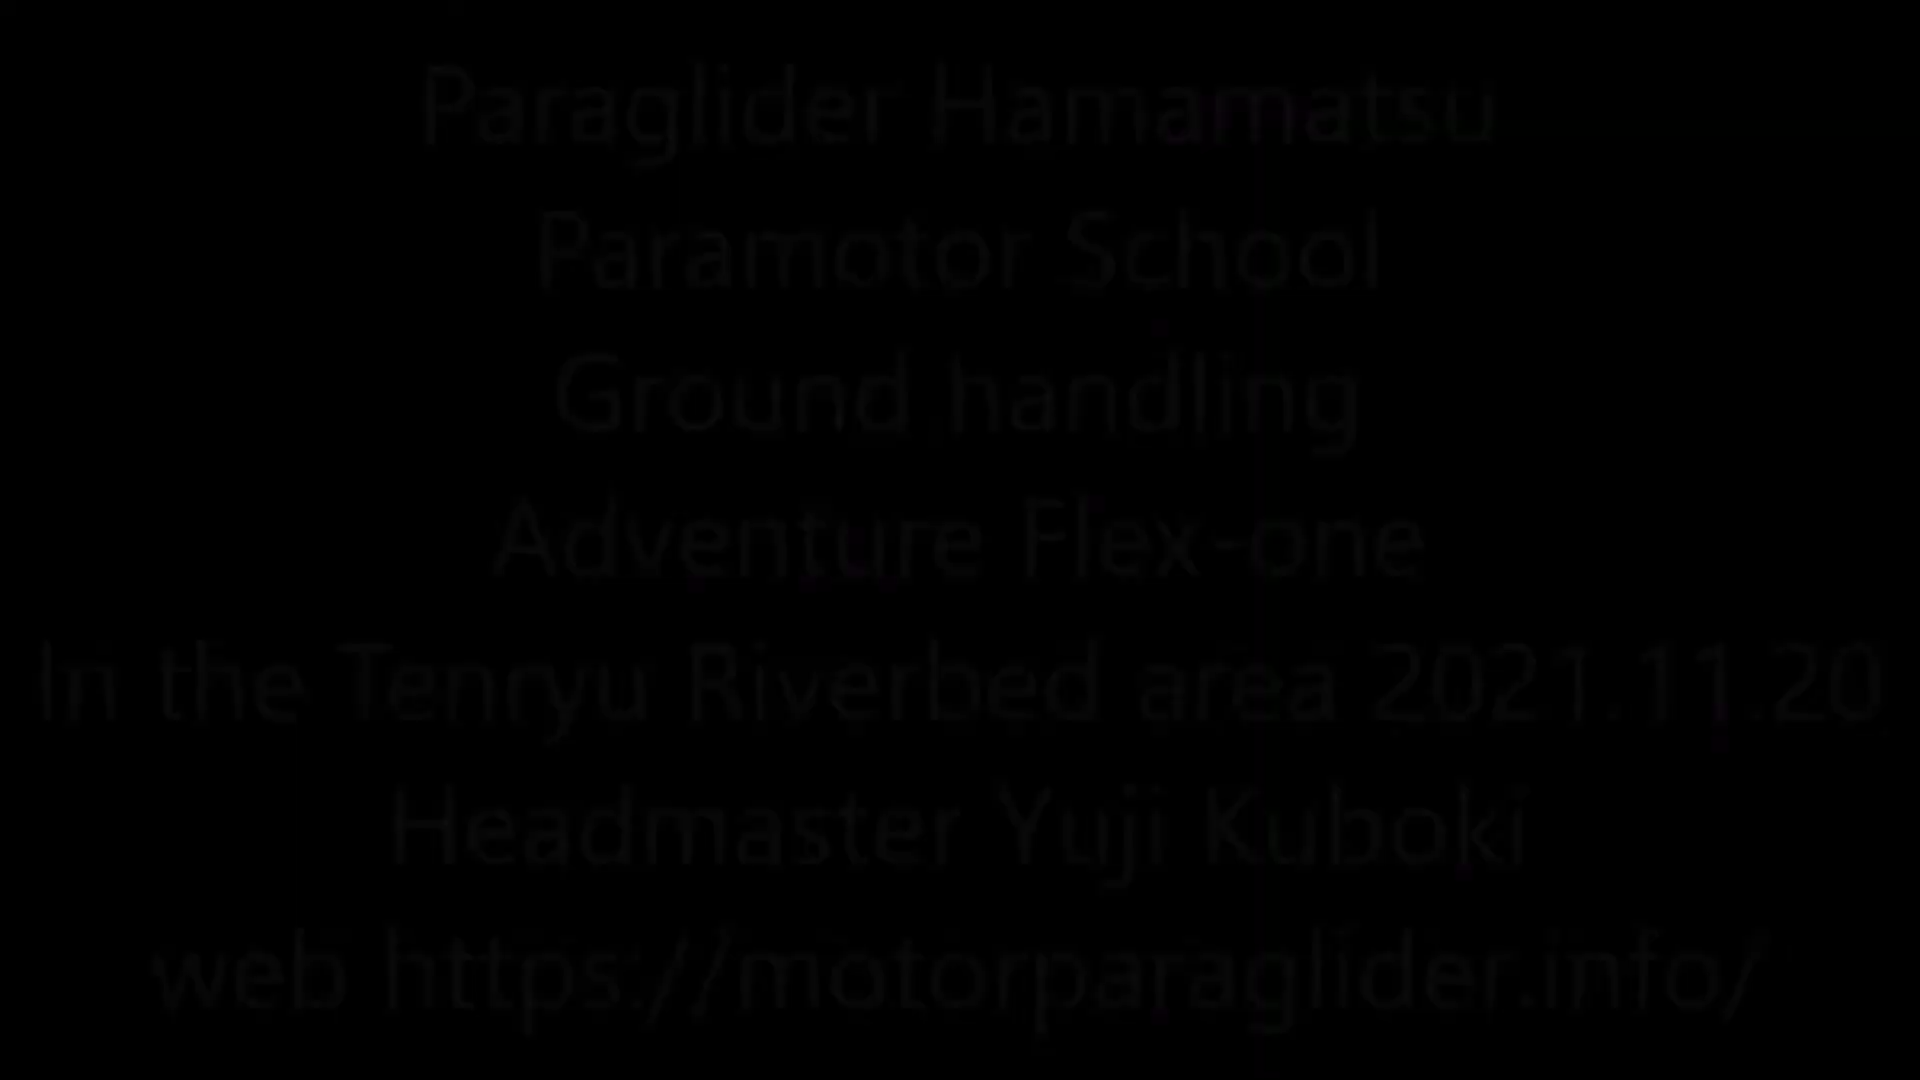 Paraglider Hamamatsu
Paramotor School
Ground handling
Adventure Flex-one
In the Tenryu Riverbed area 2021.11.20
Headmaster Yuji Kuboki
web https://motorparaglider.info/